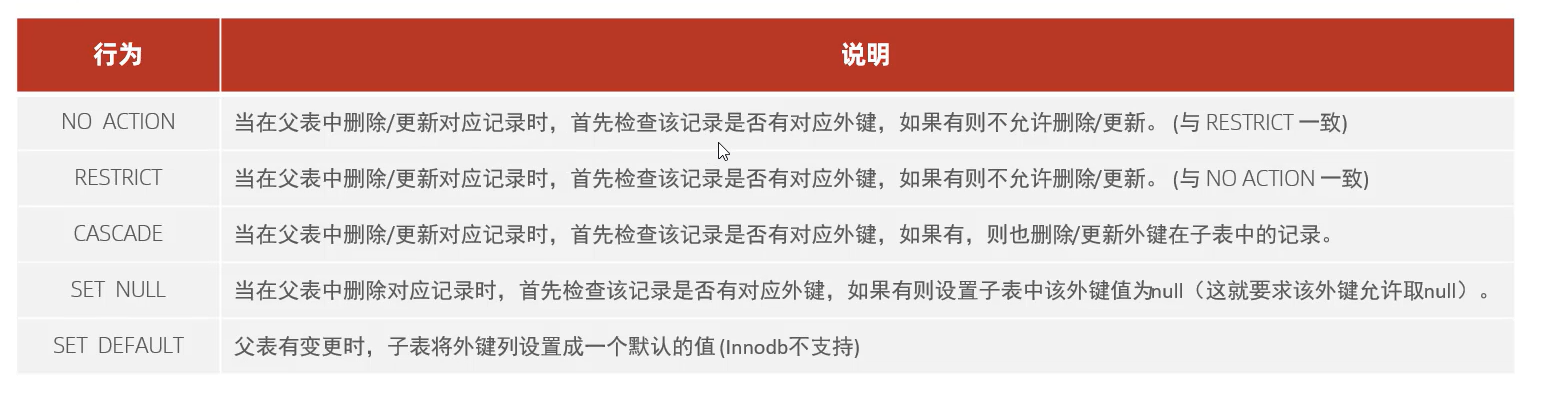 行为 说明
NO ACTION 当在父表中删除/更新对应记录时，首先检查该记录是否有对应外键，如果有则不允许删除/更新。 (与 RESTRICT 一致)
RESTRICT 当在父表中删除/更新对应记录时，首先检查该记录是否有对应外键，如果有则不允许删除/更新。 (与 NO ACTION 一致)
CASCADE 当在父表中删除/更新对应记录时，首先检查该记录是否有对应外键，如果有，则也删除/更新外键在子表中的记录。
SET NULL 当在父表中删除对应记录时，首先检查该记录是否有对应外键，如果有则设置子表中该外键值为null（这就要求该外键允许取null）。
SET DEFAULT 父表有变更时，子表将外键列设置成一个默认的值 (Innodb不支持)